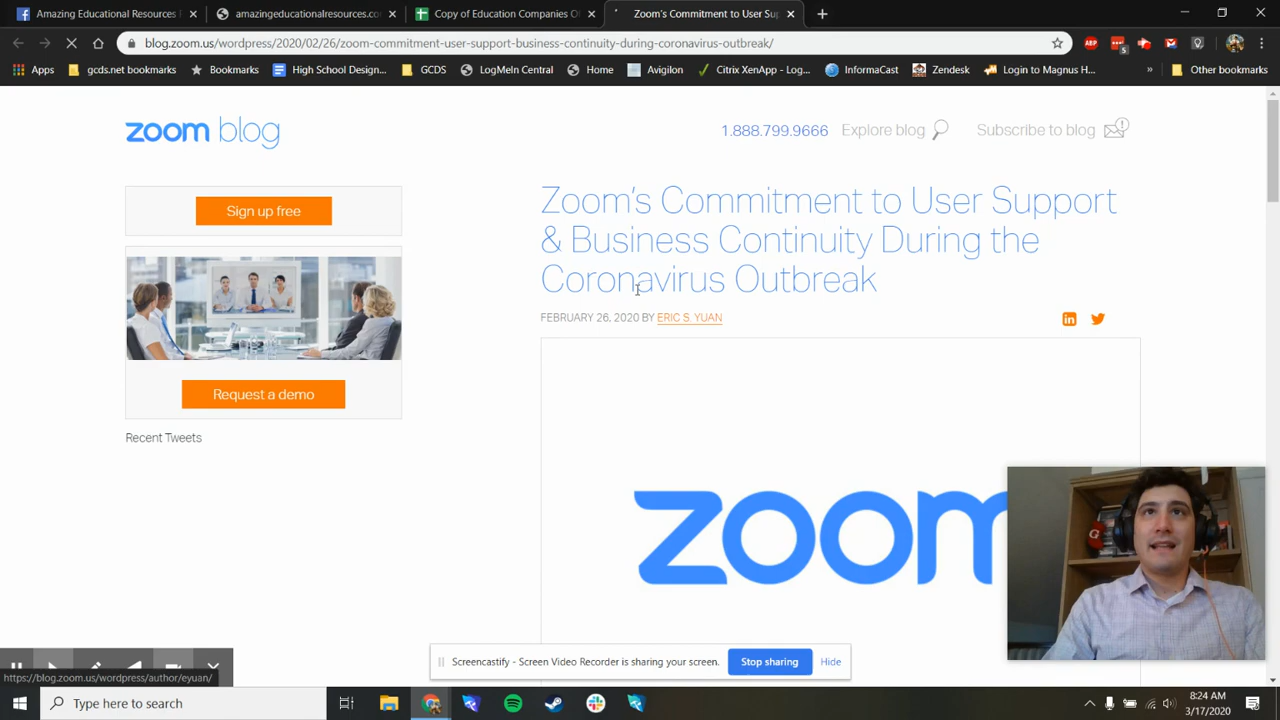 Amazing Educational Resources
amazingeducationalresources.co
Copy of Education Companies O
Zoom's Commitment to User Sup
blog.zoom.us/wordpress/2020/02/26/zoom-commitment-user-support-business-continuity-during-coronavirus-outbreak/
Apps
gcds.net bookmarks
Bookmarks
High School Design...
GCDS
LogMeIn Central
Home
Avigilon
Citrix XenApp - Log...
InformaCast
Zendesk
Login to Magnus H...
»
Other bookmarks
zoom blog
1.888.799.9666
Explore blog
Subscribe to blog
Sign up free
Request a demo
Recent Tweets
Zoom's Commitment to User Support
& Business Continuity During the
Coronavirus Outbreak
FEBRUARY 26, 2020 BY ERIC S. YUAN
zoom
Screencastify - Screen Video Recorder is sharing your screen.
Stop sharing
Hide
https://blog.zoom.us/wordpress/author/eyuan/
Type here to search
8:24 AM
3/17/2020